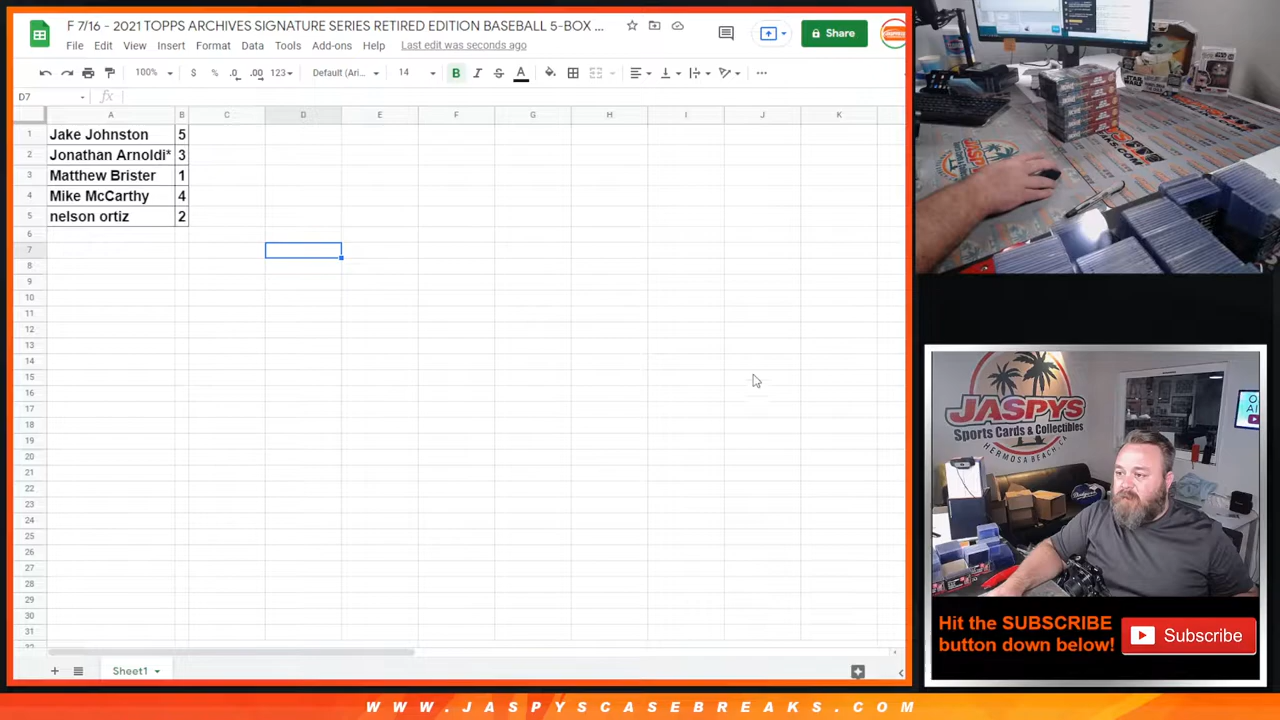 F 7/16 - 2021 TOPPS ARCHIVES SIGNATURE SERIES RETIRED EDITION BASEBALL 5-BOX ...
File Edit View Insert Format Data Tools Add-ons Help Last edit was seconds ago
Share
100% $ % .0 .00 123 Default (Ari... 14 B I S A
D7 fx
A B C D E F G H I J K
1 Jake Johnston 5
2 Jonathan Arnoldi* 3
3 Matthew Brister 1
4 Mike McCarthy 4
5 nelson ortiz 2
6
7
8
9
10
11
12
13
14
15
16
17
18
19
20
21
22
23
24
25
26
27
28
29
30
31
Sheet1
JASPYS
Sports Cards & Collectibles
HERMOSA BEACH, CA
Hit the SUBSCRIBE
button down below!
Subscribe
WWW.JASPYSCASEBREAKS.COM